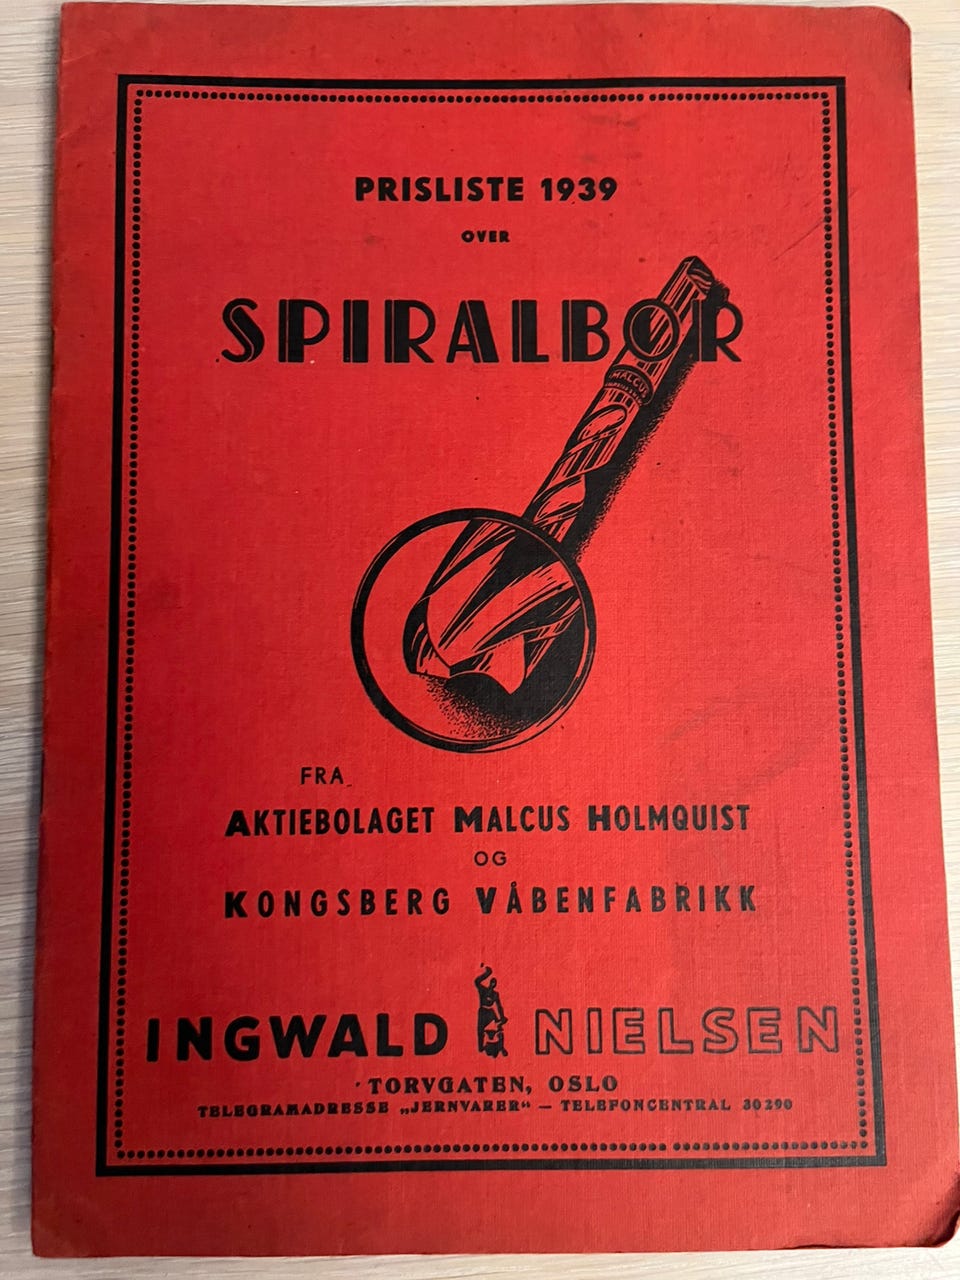 PRISLISTE 1939
OVER
SPIRALBOR
MALCUS
FRA
AKTIEBOLAGET MALCUS HOLMQUIST
OG
KONGSBERG VÅBENFABRIKK
INGWALD NIELSEN
TORVGATEN, OSLO
TELEGRAMADRESSE „JERNVARER“ — TELEFONCENTRAL 30290